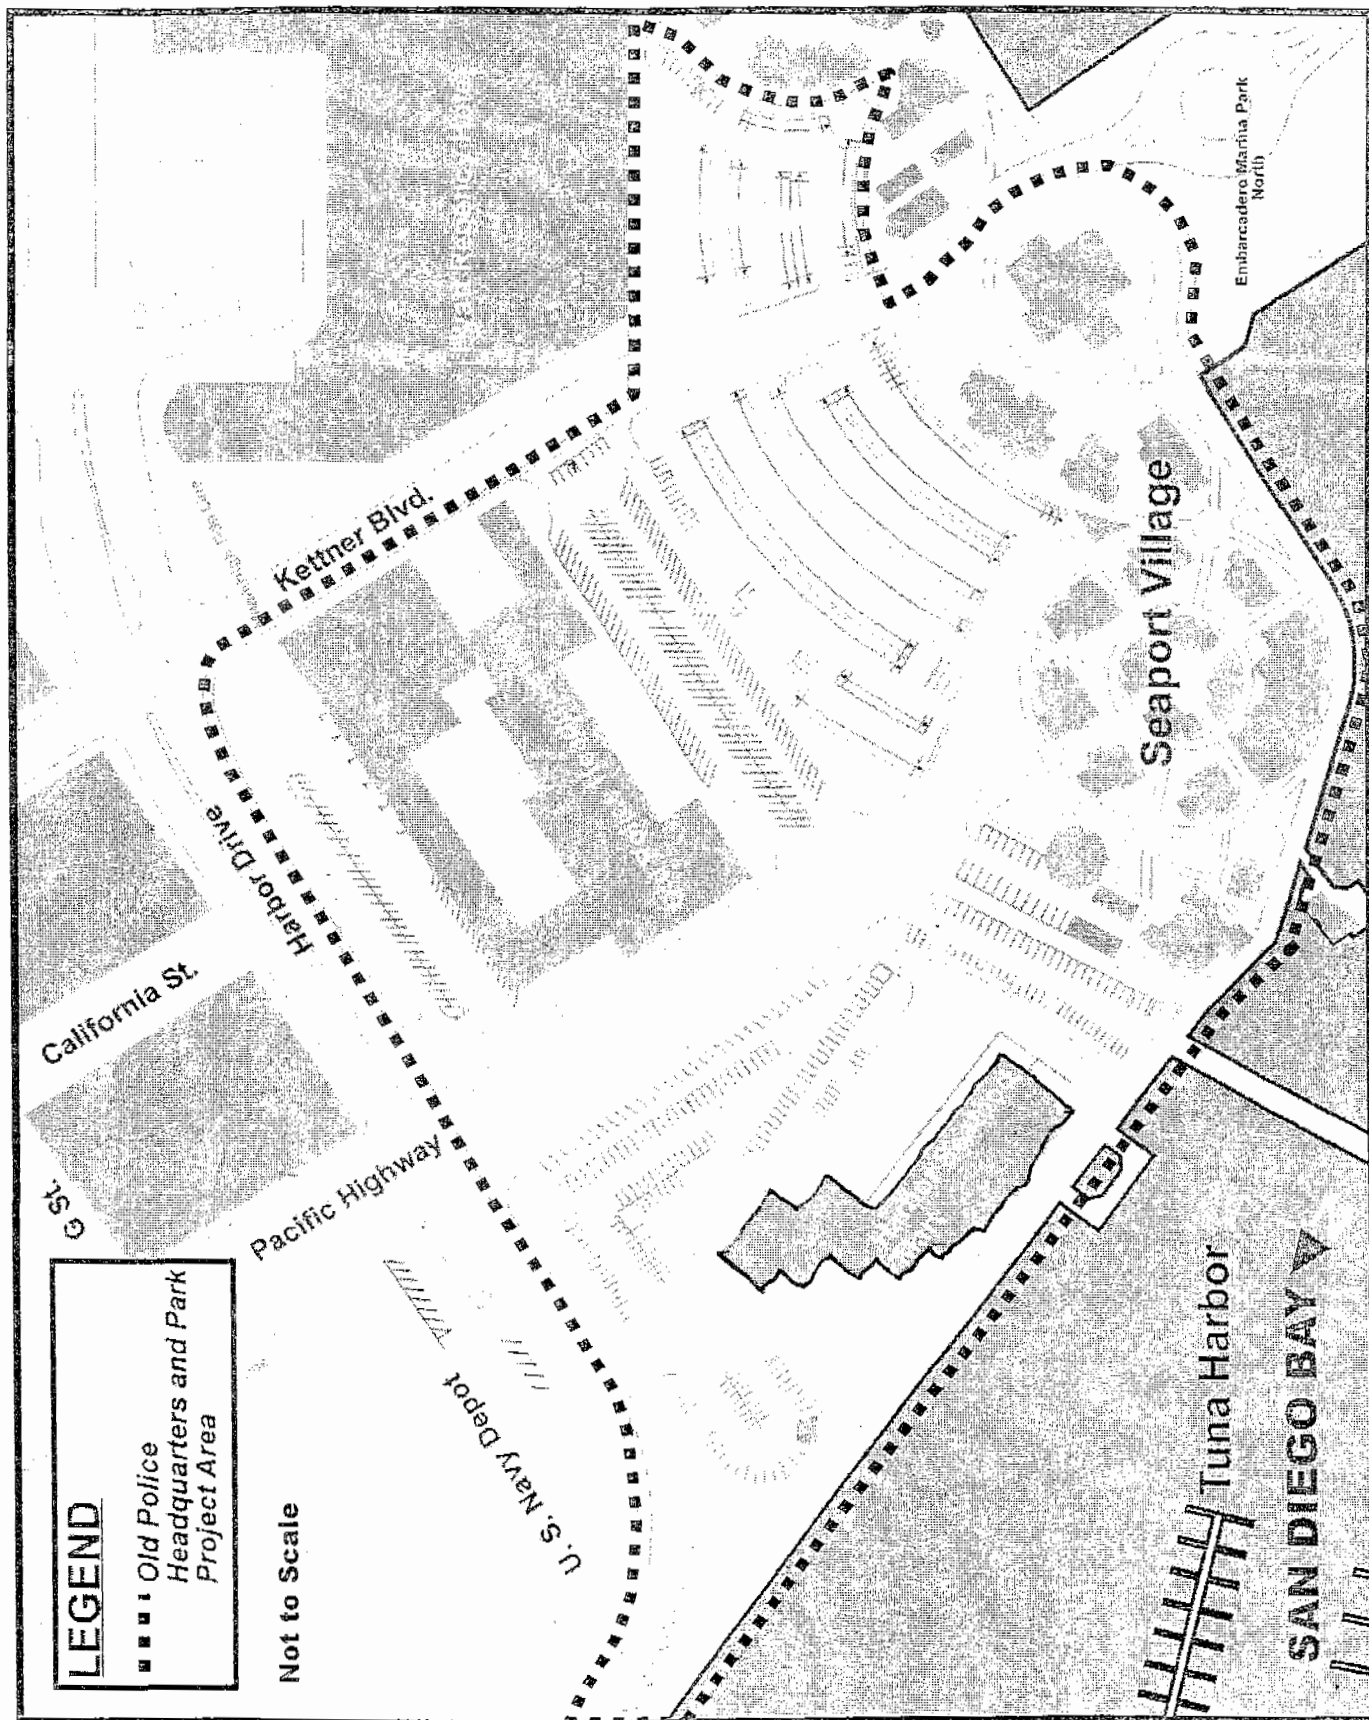 LEGEND
Old Police
Headquarters and Park
Project Area
Not to Scale
G St.
California St.
Harbor Drive
Kettner Blvd.
Pacific Highway
U. S. Navy Depot
Seaport Village
Embarcadero Marina Park
North
Tuna Harbor
SAN DIEGO BAY